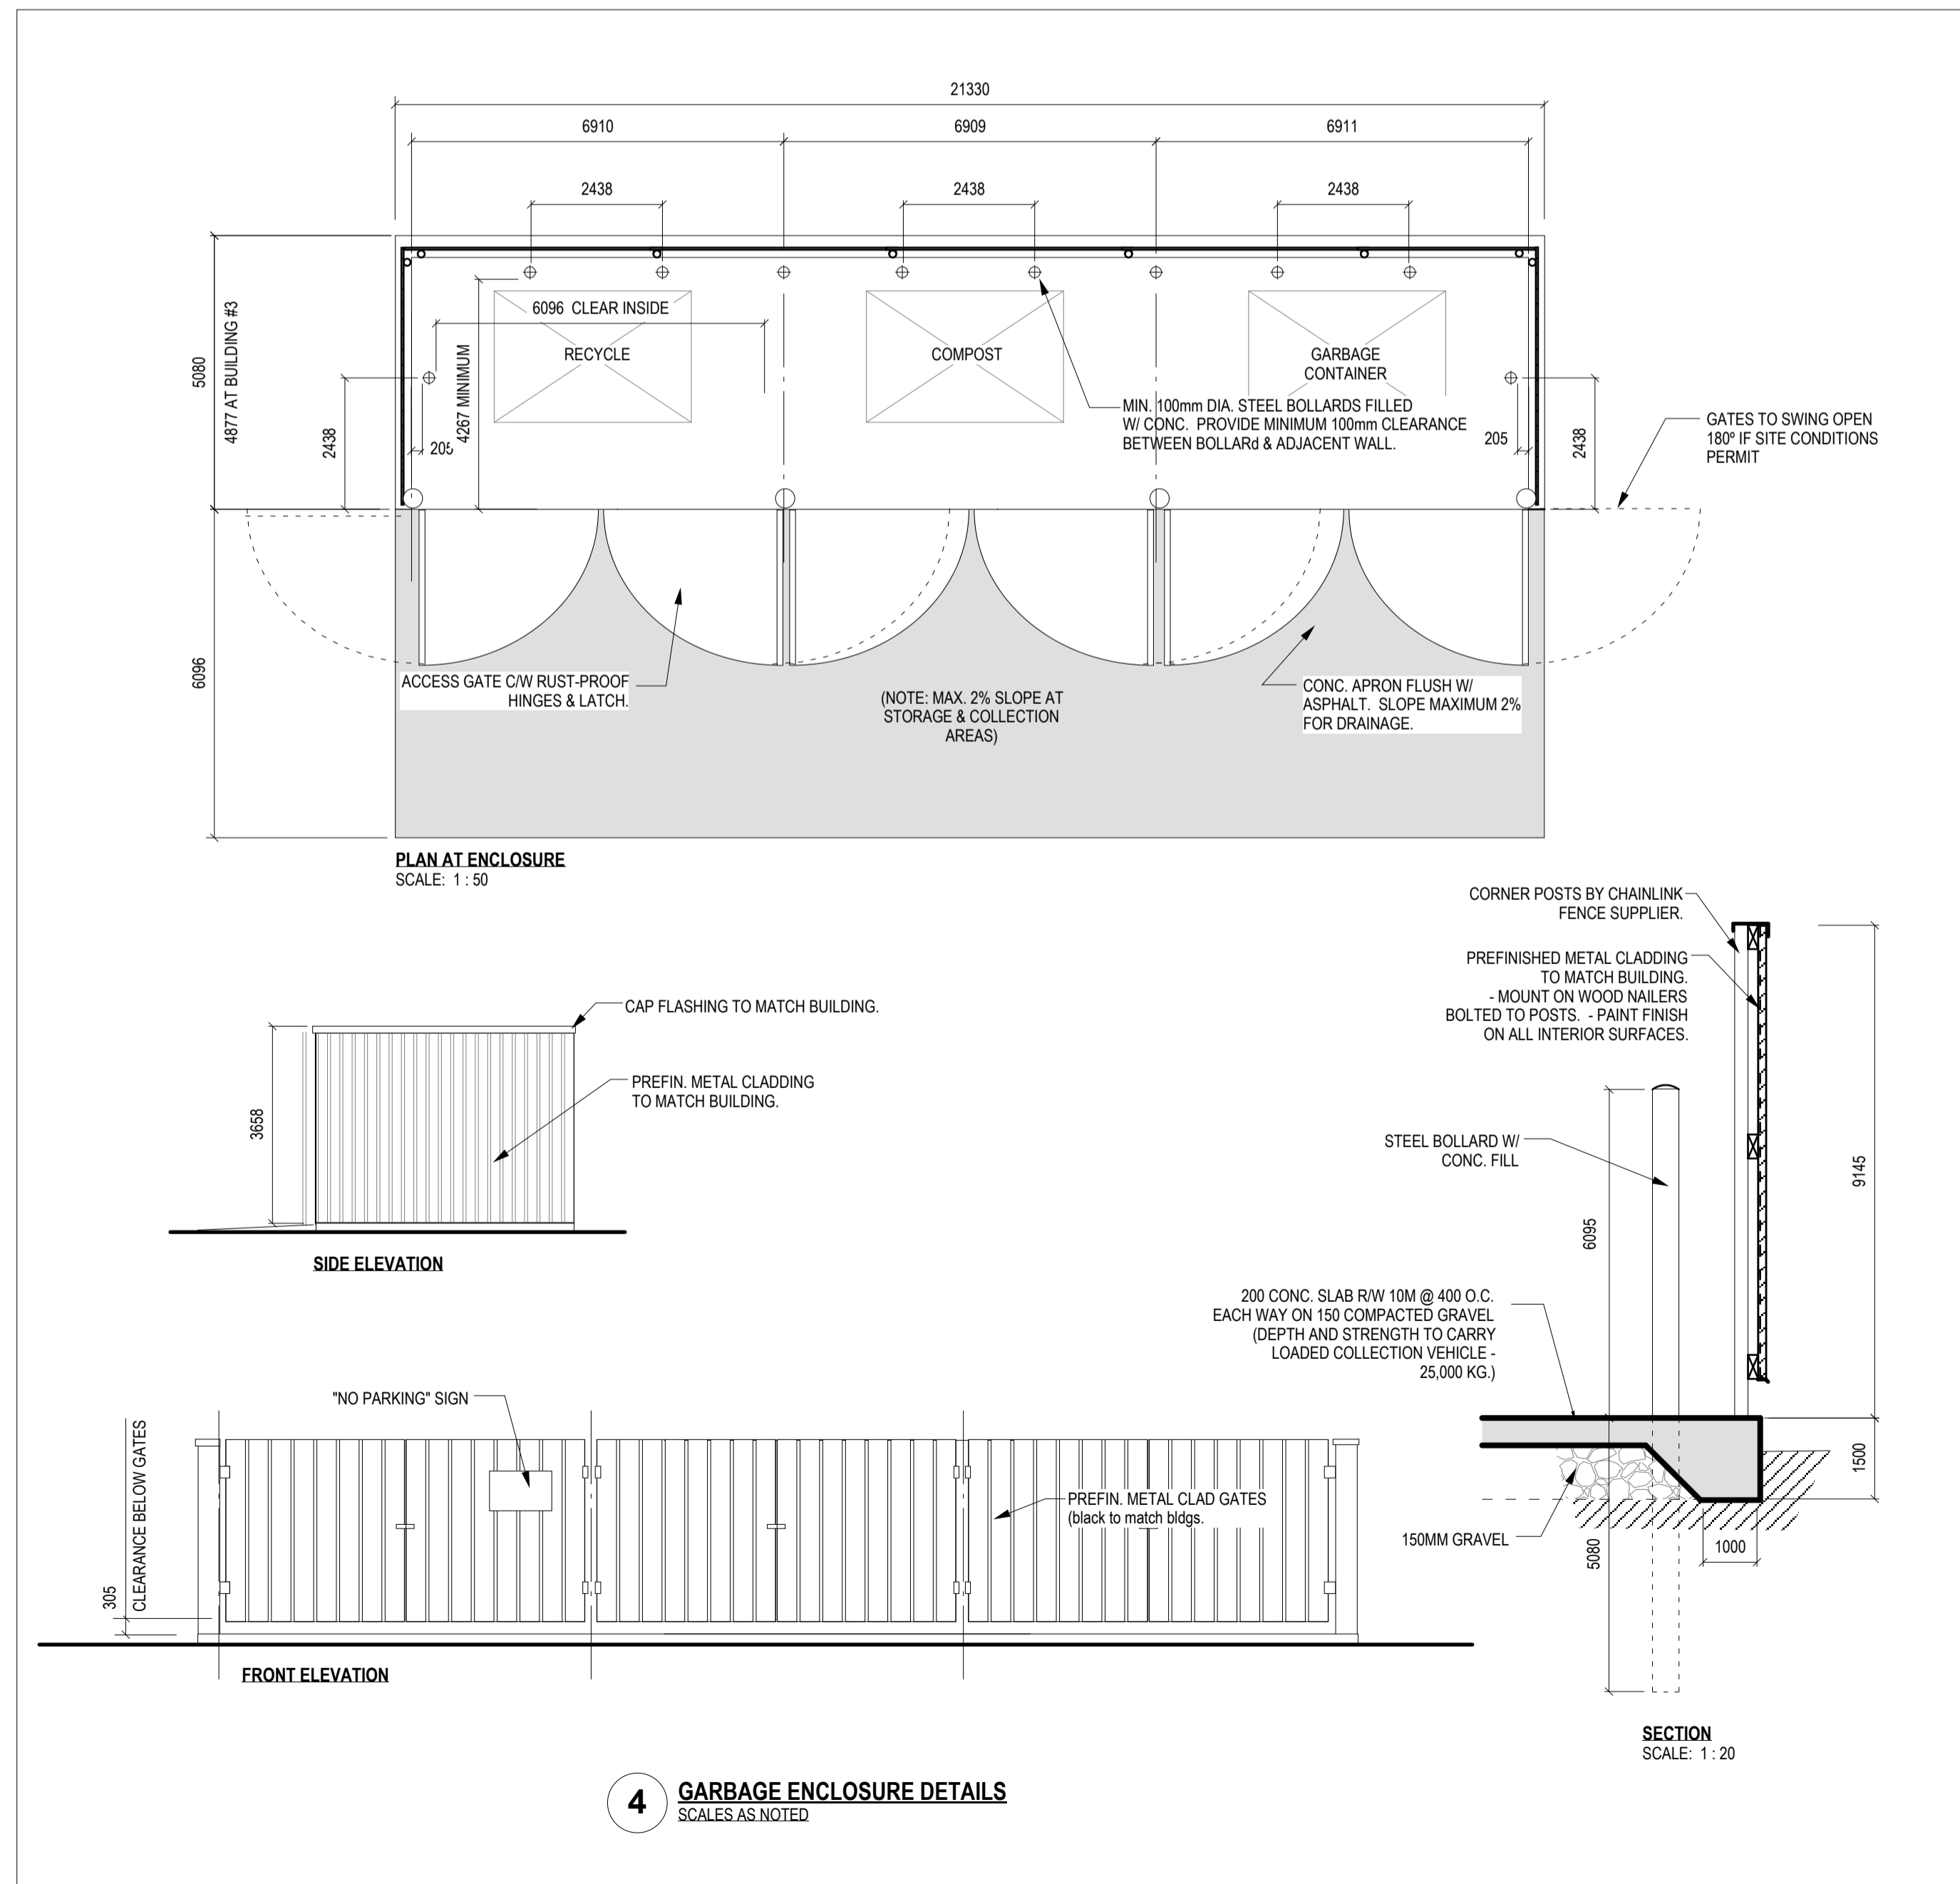 21330
6910
6909
6911
2438
2438
2438
6096 CLEAR INSIDE
RECYCLE
COMPOST
GARBAGE
CONTAINER
4877 AT BUILDING #3
5080
2438
205
4267 MINIMUM
MIN. 100mm DIA. STEEL BOLLARDS FILLED
W/ CONC. PROVIDE MINIMUM 100mm CLEARANCE
BETWEEN BOLLARd & ADJACENT WALL.
205
2438
GATES TO SWING OPEN
180º IF SITE CONDITIONS
PERMIT
6096
ACCESS GATE C/W RUST-PROOF
HINGES & LATCH.
(NOTE: MAX. 2% SLOPE AT
STORAGE & COLLECTION
AREAS)
CONC. APRON FLUSH W/
ASPHALT. SLOPE MAXIMUM 2%
FOR DRAINAGE.
PLAN AT ENCLOSURE
SCALE: 1 : 50
CAP FLASHING TO MATCH BUILDING.
PREFIN. METAL CLADDING
TO MATCH BUILDING.
3658
SIDE ELEVATION
CORNER POSTS BY CHAINLINK
FENCE SUPPLIER.
PREFINISHED METAL CLADDING
TO MATCH BUILDING.
- MOUNT ON WOOD NAILERS
BOLTED TO POSTS. - PAINT FINISH
ON ALL INTERIOR SURFACES.
STEEL BOLLARD W/
CONC. FILL
9145
6095
200 CONC. SLAB R/W 10M @ 400 O.C.
EACH WAY ON 150 COMPACTED GRAVEL
(DEPTH AND STRENGTH TO CARRY
LOADED COLLECTION VEHICLE -
25,000 KG.)
1500
150MM GRAVEL
5080
1000
SECTION
SCALE: 1 : 20
"NO PARKING" SIGN
PREFIN. METAL CLAD GATES
(black to match bldgs.
305
CLEARANCE BELOW GATES
FRONT ELEVATION
4
GARBAGE ENCLOSURE DETAILS
SCALES AS NOTED